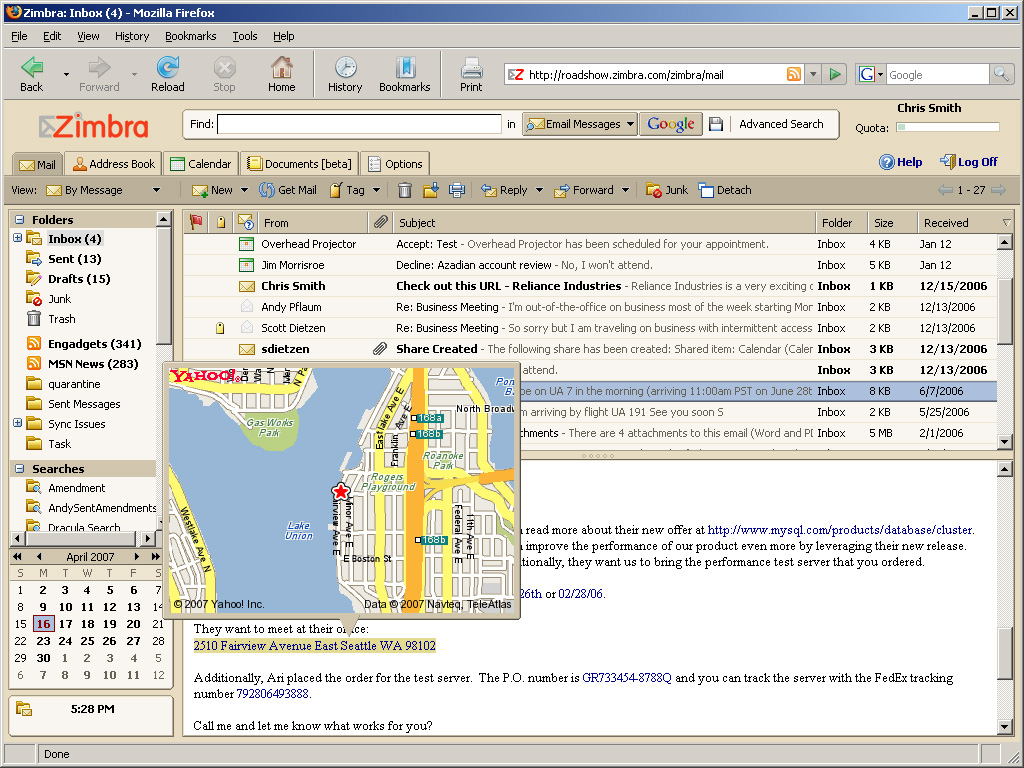 Zimbra: Inbox (4) - Mozilla Firefox
File Edit View History Bookmarks Tools Help
Back Forward Reload Stop Home History Bookmarks Print http://roadshow.zimbra.com/zimbra/mail G Google
Chris Smith
Zimbra Find: in Email Messages Google Advanced Search Quota:
Mail Address Book Calendar Documents [beta] Options Help Log Off
View: By Message New Get Mail Tag Reply Forward Junk Detach 1 - 27
Folders
Inbox (4)
Sent (13)
Drafts (15)
Junk
Trash
Engadgets (341)
MSN News (283)
quarantine
Sent Messages
Sync Issues
Task
Searches
Amendment
AndySentAmendments
Dracula Search
April 2007
S M T W T F S
1 2 3 4 5 6 7
8 9 10 11 12 13 14
15 16 17 18 19 20 21
22 23 24 25 26 27 28
29 30 1 2 3 4 5
6 7 8 9 10 11 12
5:28 PM
From Subject Folder Size Received
Overhead Projector Accept: Test - Overhead Projector has been scheduled for your appointment. Inbox 4 KB Jan 12
Jim Morrisroe Decline: Azadian account review - No, I won't attend. Inbox 5 KB Jan 12
Chris Smith Check out this URL - Reliance Industries - Reliance Industries is a very exciting c Inbox 1 KB 12/15/2006
Andy Pflaum Re: Business Meeting - I'm out-of-the-office on business most of the week starting Mor Inbox 2 KB 12/13/2006
Scott Dietzen Re: Business Meeting - So sorry but I am traveling on business with intermittent access Inbox 2 KB 12/13/2006
sdietzen Share Created - The following share has been created: Shared item: Calendar (Caler Inbox 3 KB 12/13/2006
attend. Inbox 3 KB 12/13/2006
be on UA 7 in the morning (arriving 11:00am PST on June 28t Inbox 8 KB 6/7/2006
m arriving by flight UA 191 See you soon S Inbox 2 KB 5/25/2006
chments - There are 4 attachments to this email (Word and PI Inbox 5 MB 2/1/2006
YAHOO!
Gas Works
Park
Eastlake Ave E
Franklin Ave E
168a
168b
North Broadw
Roanoke
Park
Rogers
Playground
Lake
Union
Westlake Ave N
Fairview Ave E
Minor Ave E
E Boston St
168b
Federal Ave E
11th Ave E
© 2007 Yahoo! Inc. Data © 2007 Navteq, TeleAtlas
read more about their new offer at http://www.mysql.com/products/database/cluster.
improve the performance of our product even more by leveraging their new release.
tionally, they want us to bring the performance test server that you ordered.
26th or 02/28/06.
They want to meet at their office:
2510 Fairview Avenue East Seattle WA 98102
Additionally, Ari placed the order for the test server. The P.O. number is GR733454-8788Q and you can track the server with the FedEx tracking
number 792806493888.
Call me and let me know what works for you?
Done